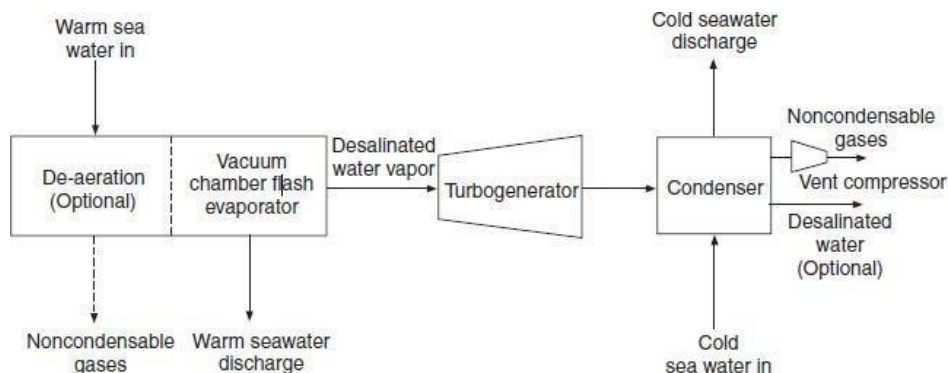 Warm sea
water in
Cold seawater
discharge
De-aeration
(Optional)
Vacuum
chamber flash
evaporator
Desalinated
water vapor
Turbogenerator
Condenser
Noncondensable
gases
Vent compressor
Desalinated
water
(Optional)
Noncondensable
gases
Warm seawater
discharge
Cold
sea water in